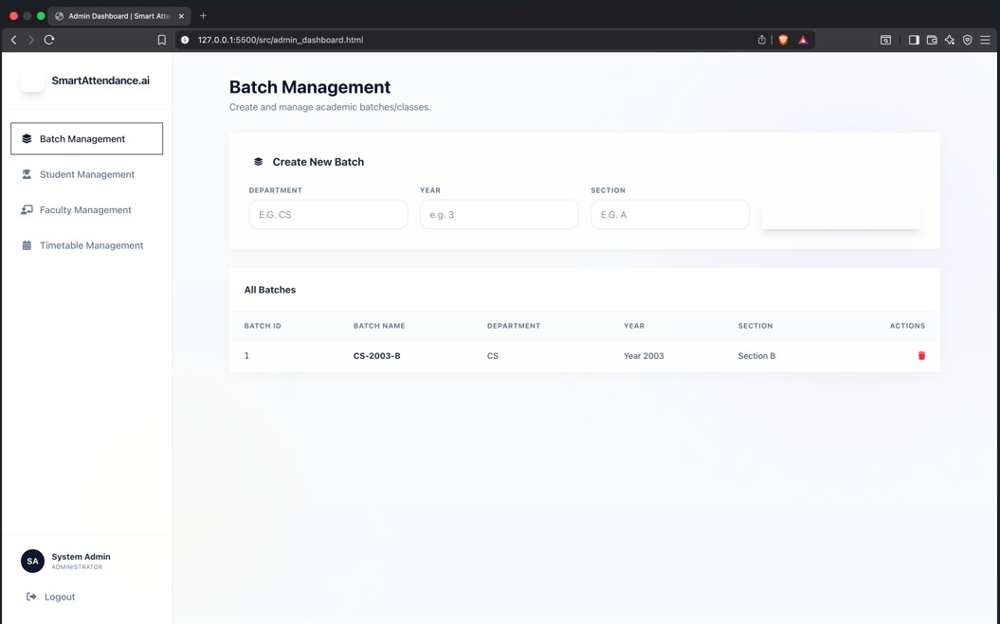 Admin Dashboard | Smart Atte
127.0.0.1:5500/src/admin_dashboard.html
SmartAttendance.ai
Batch Management
Student Management
Faculty Management
Timetable Management
SA
System Admin
ADMINISTRATOR
Logout
Batch Management
Create and manage academic batches/classes.
Create New Batch
DEPARTMENT YEAR SECTION
E.G. CS e.g. 3 E.G. A
All Batches
BATCH ID BATCH NAME DEPARTMENT YEAR SECTION ACTIONS
1 CS-2003-B CS Year 2003 Section B